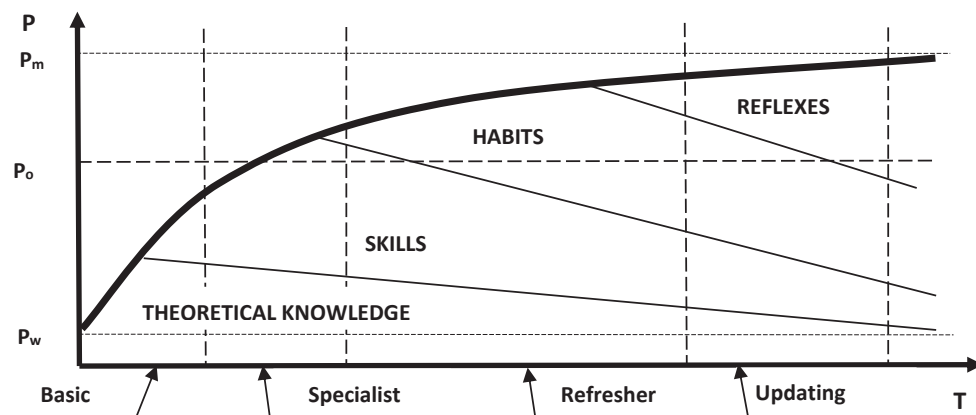 P
Pm
REFLEXES
HABITS
Po
SKILLS
THEORETICAL KNOWLEDGE
Pw
Basic Specialist Refresher Updating T